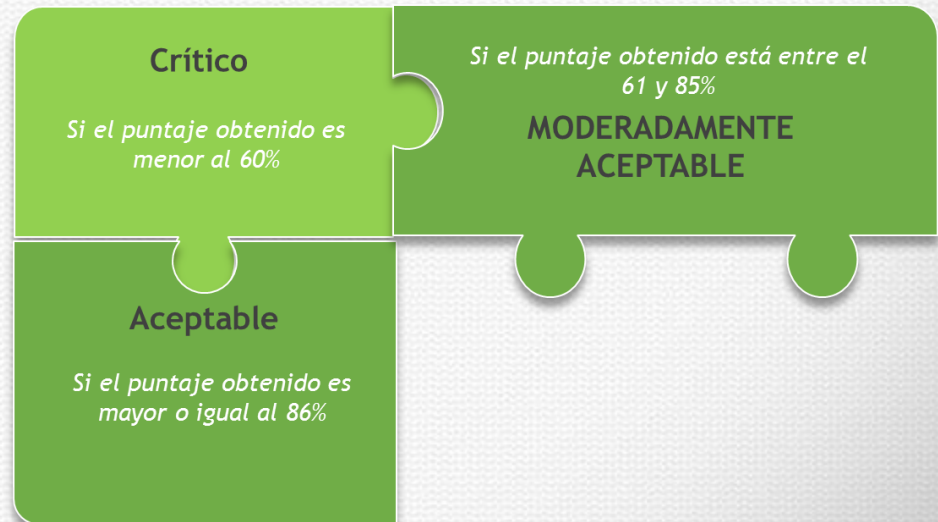 Crítico
Si el puntaje obtenido es
menor al 60%
Si el puntaje obtenido está entre el
61 y 85%
MODERADAMENTE
ACEPTABLE
Aceptable
Si el puntaje obtenido es
mayor o igual al 86%